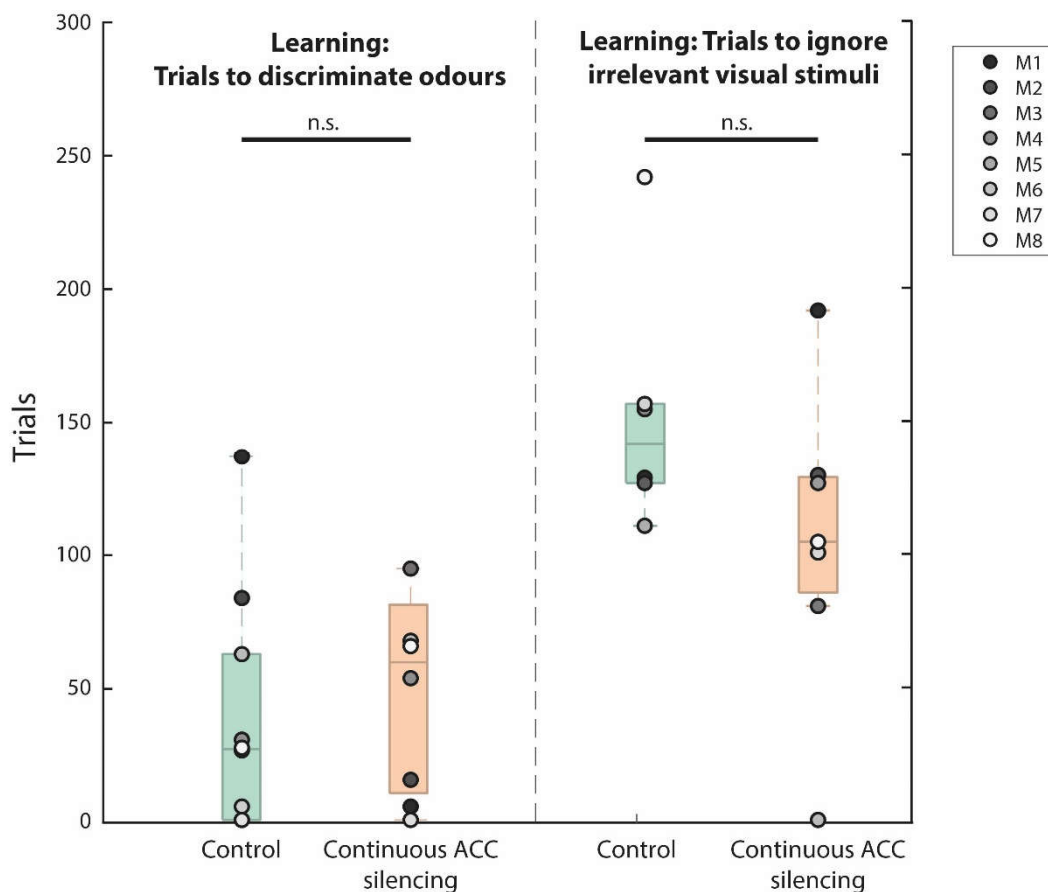 Learning:
Trials to discriminate odours
n.s.
Learning: Trials to ignore
irrelevant visual stimuli
n.s.
M1
M2
M3
M4
M5
M6
M7
M8
Trials
300
250
200
150
100
50
0
Control
Continuous ACC
silencing
Control
Continuous ACC
silencing